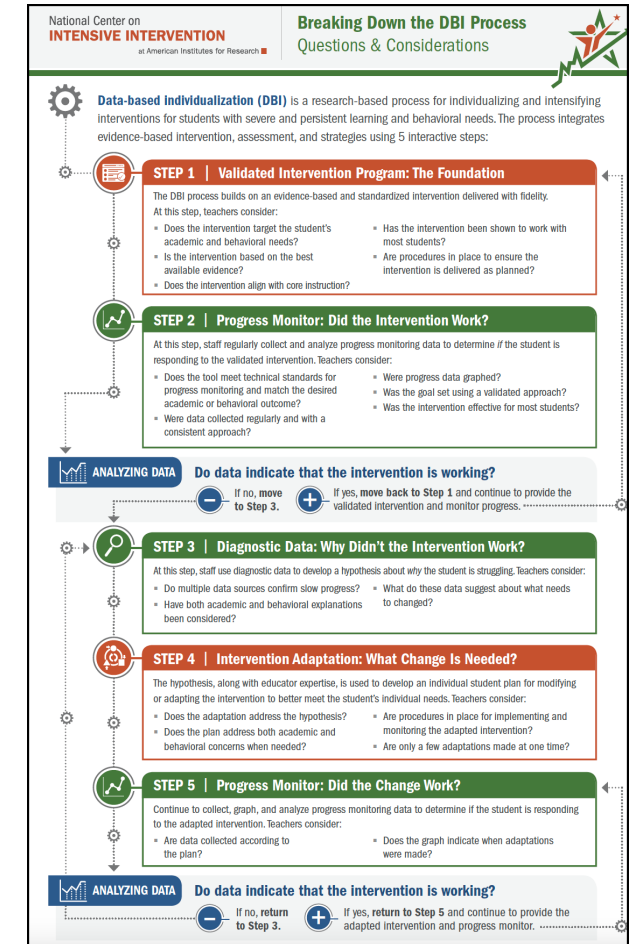 National Center on
INTENSIVE INTERVENTION
at American Institutes for Research
Breaking Down the DBI Process
Questions & Considerations
Data-based Individualization (DBI) is a research-based process for individualizing and intensifying
interventions for students with severe and persistent learning and behavioral needs. The process integrates
evidence-based intervention, assessment, and strategies using 5 interactive steps:
STEP 1 | Validated Intervention Program: The Foundation
The DBI process builds on an evidence-based and standardized intervention delivered with fidelity.
At this step, teachers consider:
Does the intervention target the student's
academic and behavioral needs?
Is the intervention based on the best
available evidence?
Does the intervention align with core instruction?
Has the intervention been shown to work with
most students?
Are procedures in place to ensure the
intervention is delivered as planned?
STEP 2 | Progress Monitor: Did the Intervention Work?
At this step, staff regularly collect and analyze progress monitoring data to determine if the student is
responding to the validated intervention. Teachers consider:
Does the tool meet technical standards for
progress monitoring and match the desired
academic or behavioral outcome?
Were data collected regularly and with a
consistent approach?
Were progress data graphed?
Was the goal set using a validated approach?
Was the intervention effective for most students?
ANALYZING DATA
Do data indicate that the intervention is working?
If no, move
to Step 3.
If yes, move back to Step 1 and continue to provide the
validated intervention and monitor progress.
STEP 3 | Diagnostic Data: Why Didn't the Intervention Work?
At this step, staff use diagnostic data to develop a hypothesis about why the student is struggling. Teachers consider:
Do multiple data sources confirm slow progress?
Have both academic and behavioral explanations
been considered?
What do these data suggest about what needs
to changed?
STEP 4 | Intervention Adaptation: What Change Is Needed?
The hypothesis, along with educator expertise, is used to develop an individual student plan for modifying
or adapting the intervention to better meet the student's individual needs. Teachers consider:
Does the adaptation address the hypothesis?
Does the plan address both academic and
behavioral concerns when needed?
Are procedures in place for implementing and
monitoring the adapted intervention?
Are only a few adaptations made at one time?
STEP 5 | Progress Monitor: Did the Change Work?
Continue to collect, graph, and analyze progress monitoring data to determine if the student is responding
to the adapted intervention. Teachers consider:
Are data collected according to
the plan?
Does the graph indicate when adaptations
were made?
ANALYZING DATA
Do data indicate that the intervention is working?
If no, return
to Step 3.
If yes, return to Step 5 and continue to provide the
adapted intervention and progress monitor.